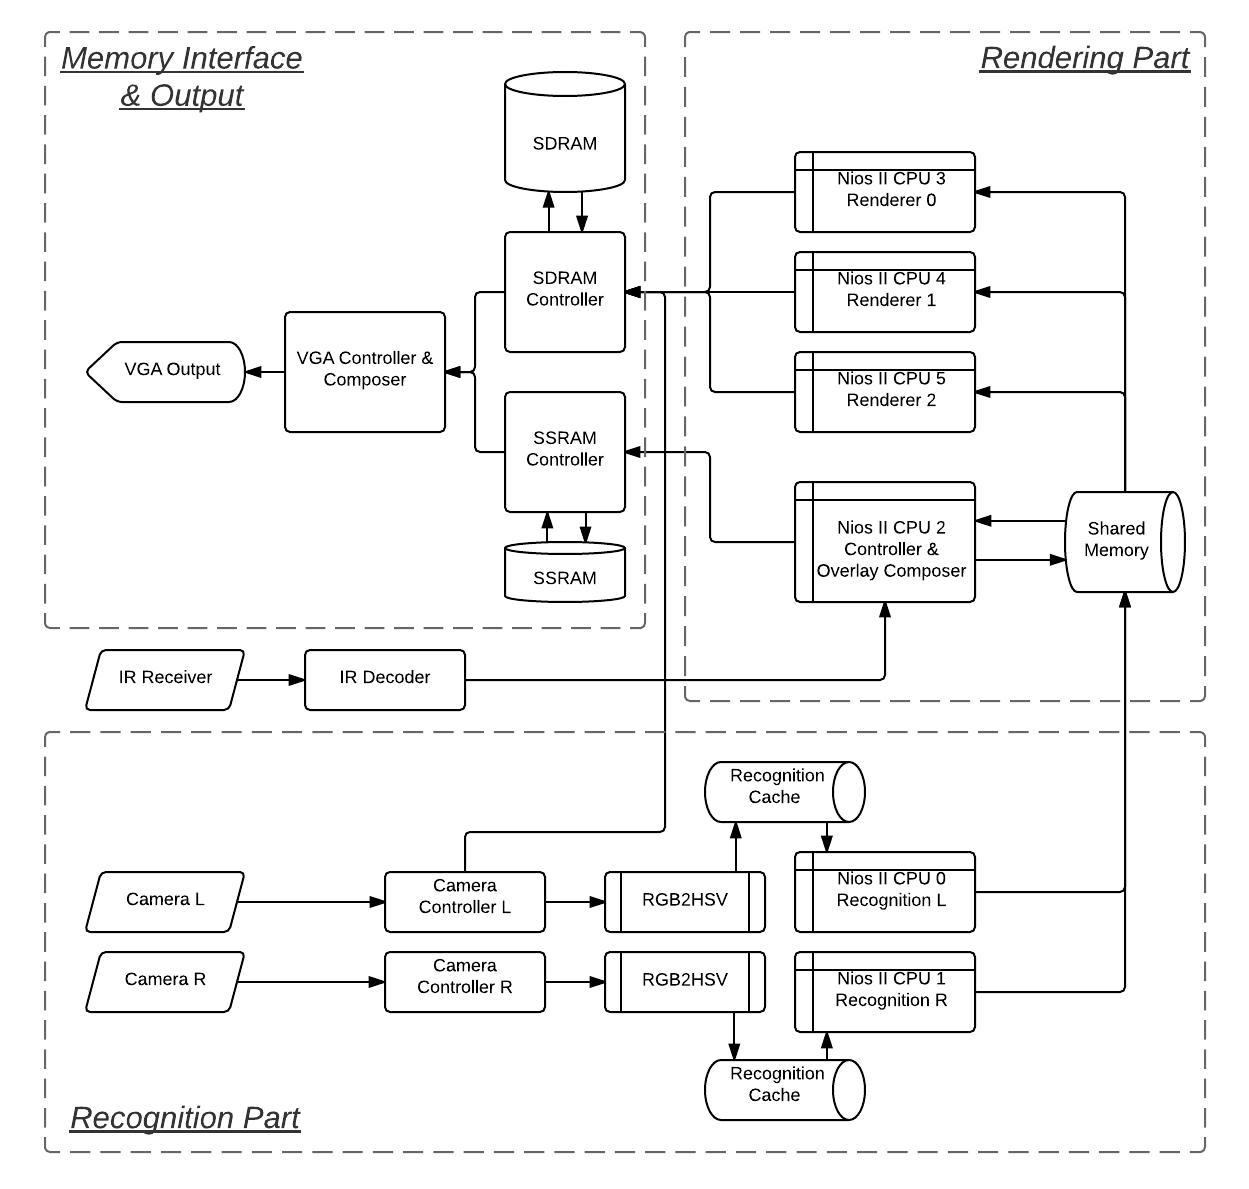 Memory Interface
& Output
Rendering Part
SDRAM
Nios II CPU 3
Renderer 0
SDRAM
Controller
Nios II CPU 4
Renderer 1
VGA Output
VGA Controller &
Composer
Nios II CPU 5
Renderer 2
SSRAM
Controller
Nios II CPU 2
Controller &
Overlay Composer
Shared
Memory
SSRAM
IR Receiver
IR Decoder
Recognition
Cache
Camera L
Camera
Controller L
RGB2HSV
Nios II CPU 0
Recognition L
Camera R
Camera
Controller R
RGB2HSV
Nios II CPU 1
Recognition R
Recognition
Cache
Recognition Part